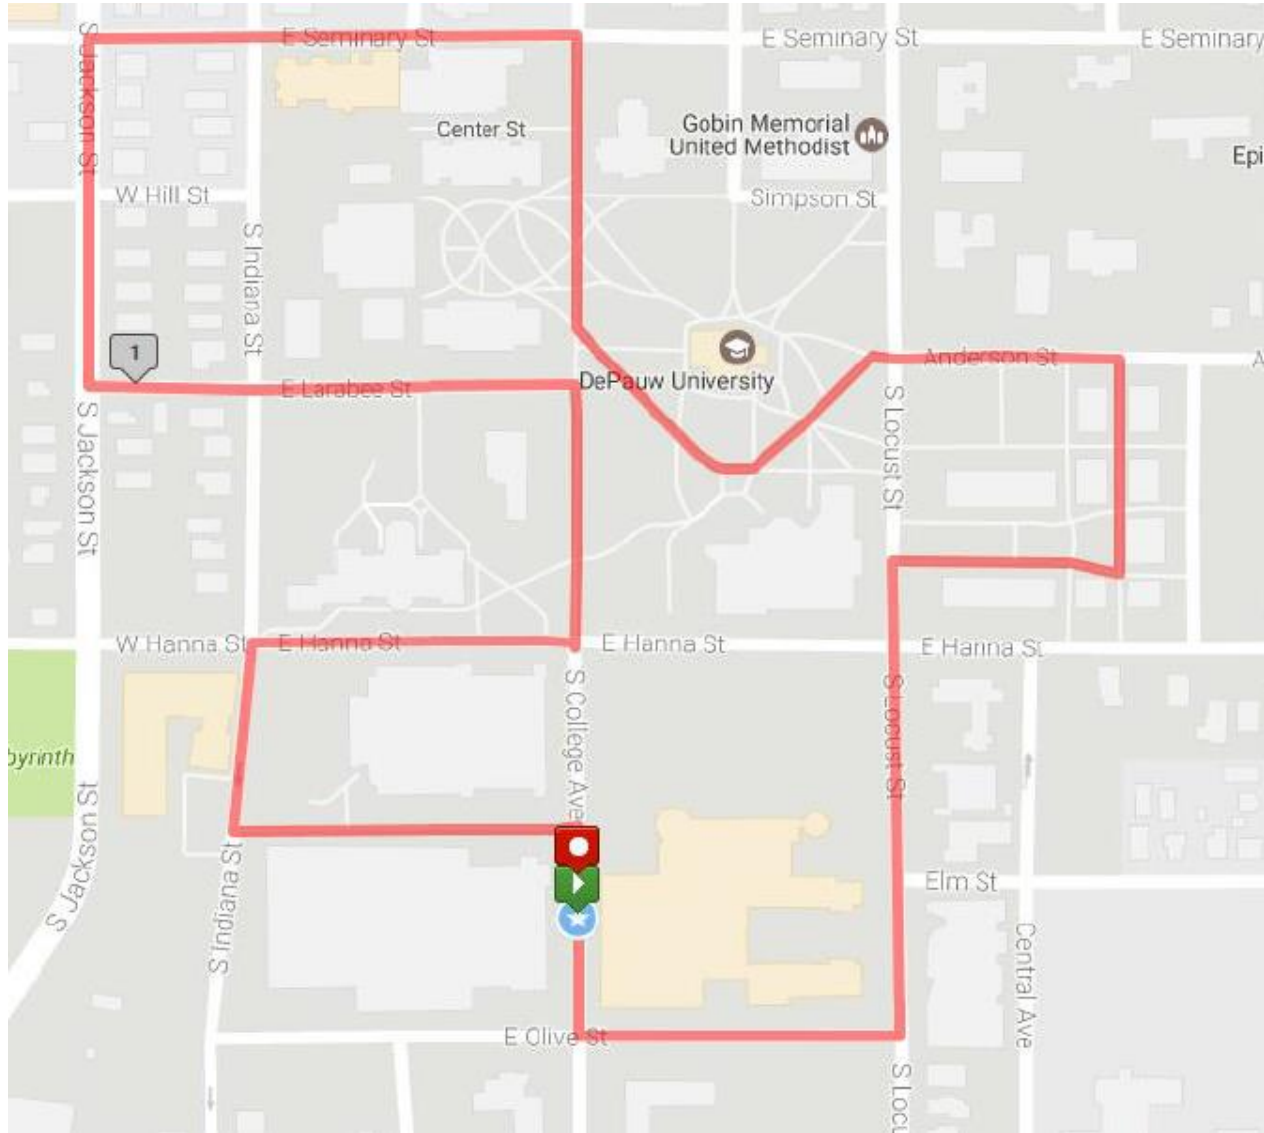 E Seminary St
E Seminary St
E Seminary
S Jackson St
Center St
Gobin Memorial
United Methodist
Epi
W Hill St
Simpson St
S Indiana St
1
E Larabee St
DePauw University
Anderson St
A
S Jackson St
S Locust St
W Hanna St
E Hanna St
E Hanna St
E Hanna St
S College Ave
S Locust St
byrinth
S Jackson St
S Indiana St
Elm St
Central Ave
E Olive St
S Locu